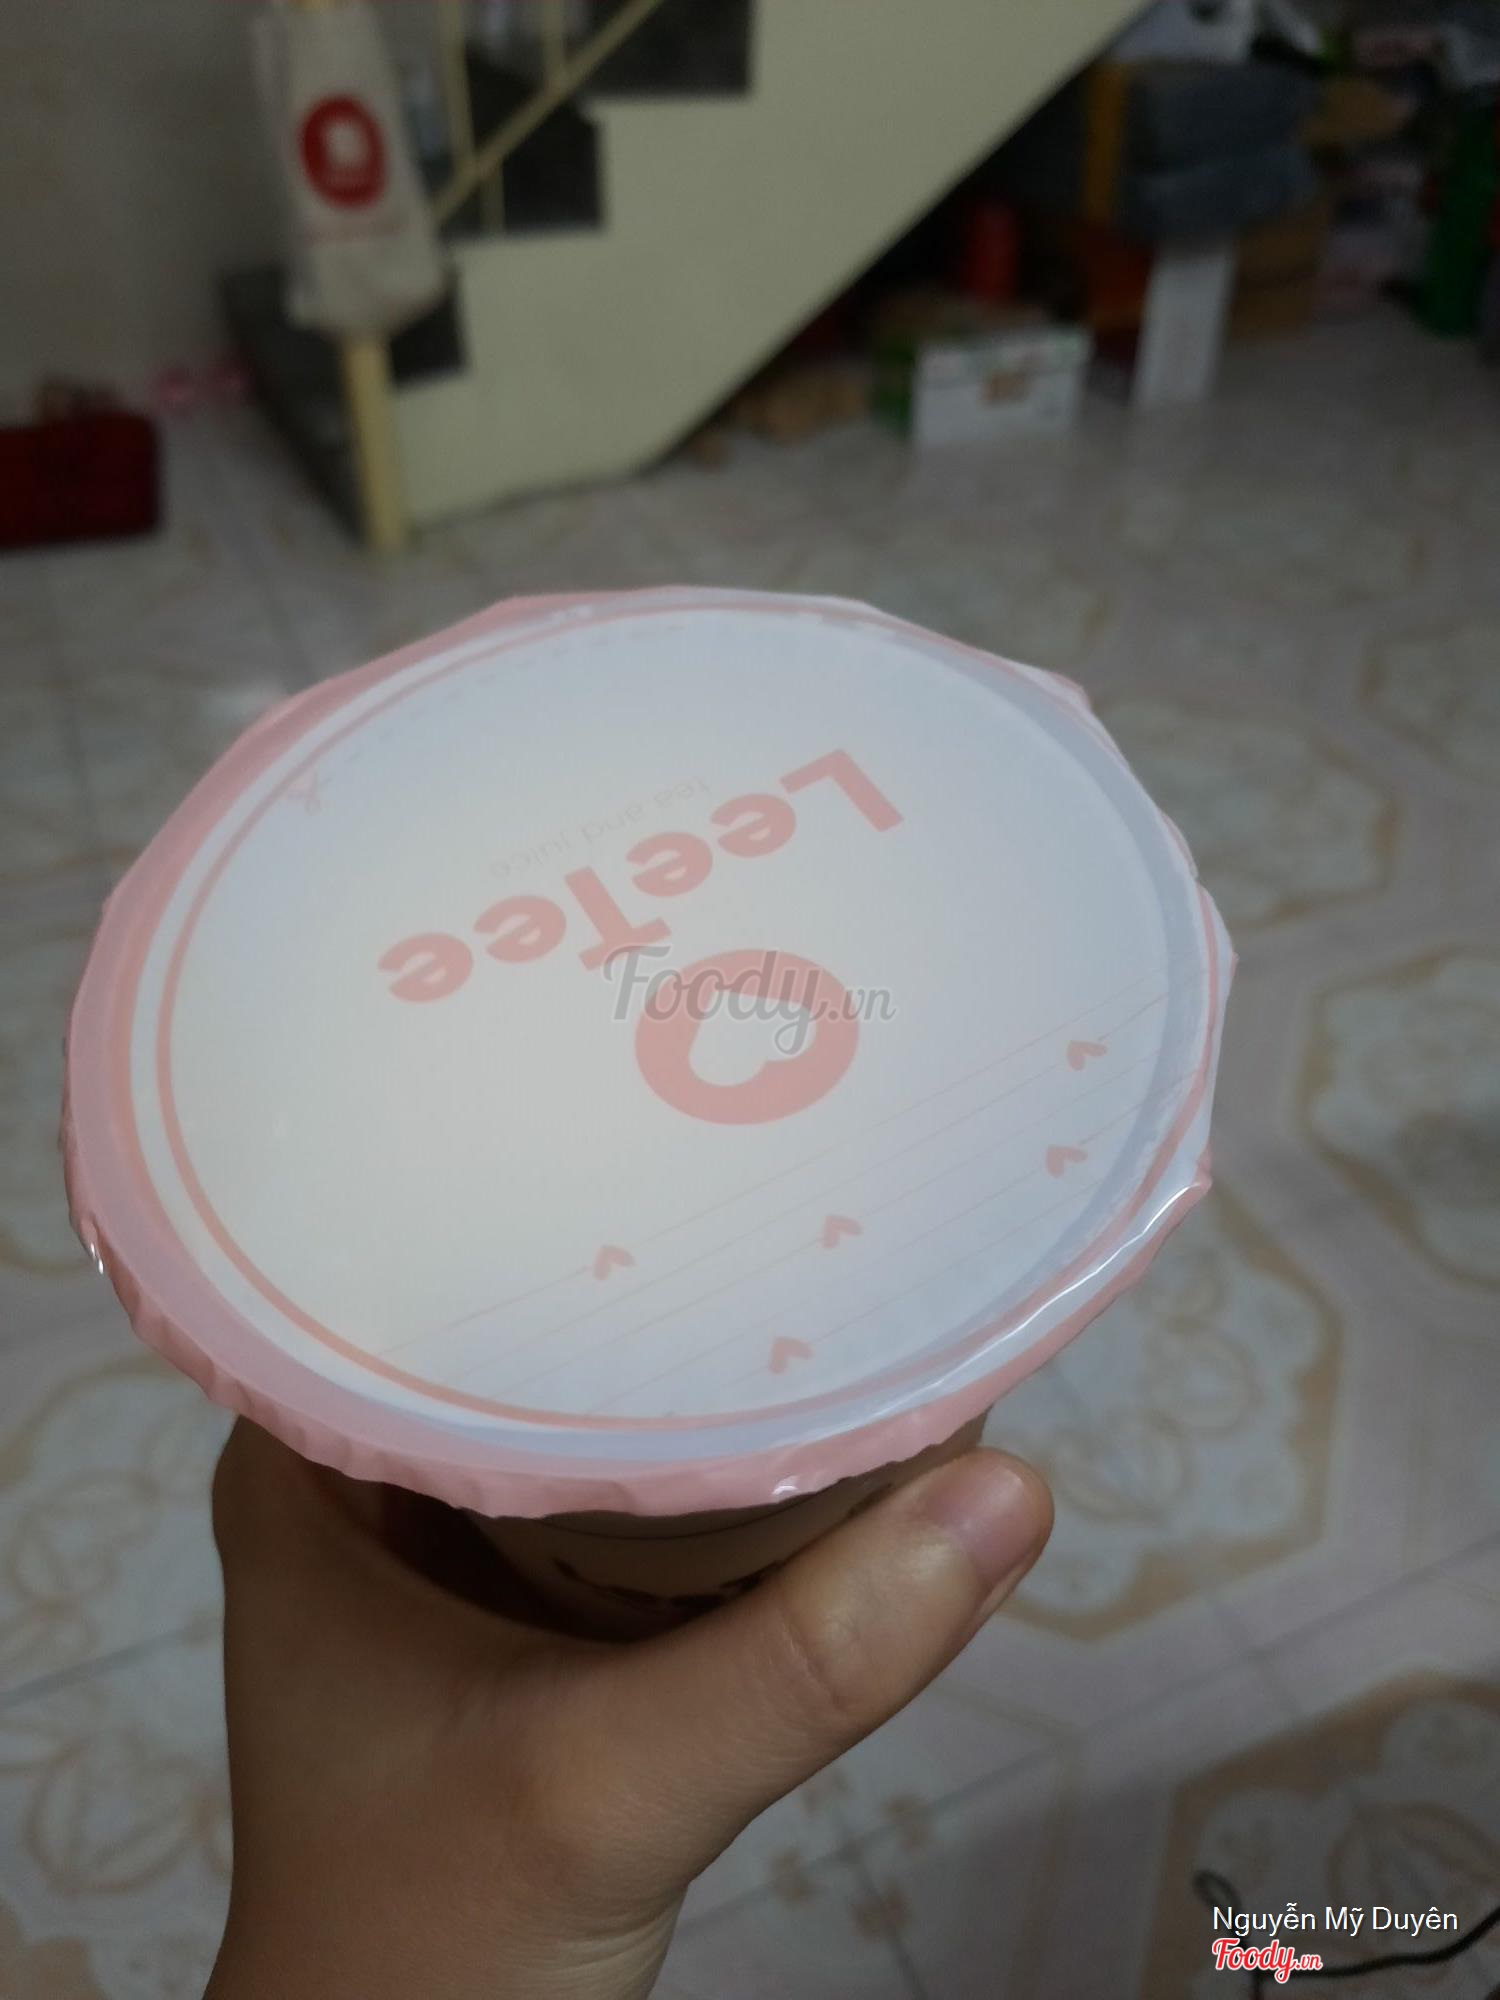 LeeTee
tea and juice
Foody.vn
Nguyễn Mỹ Duyên
Foody.vn